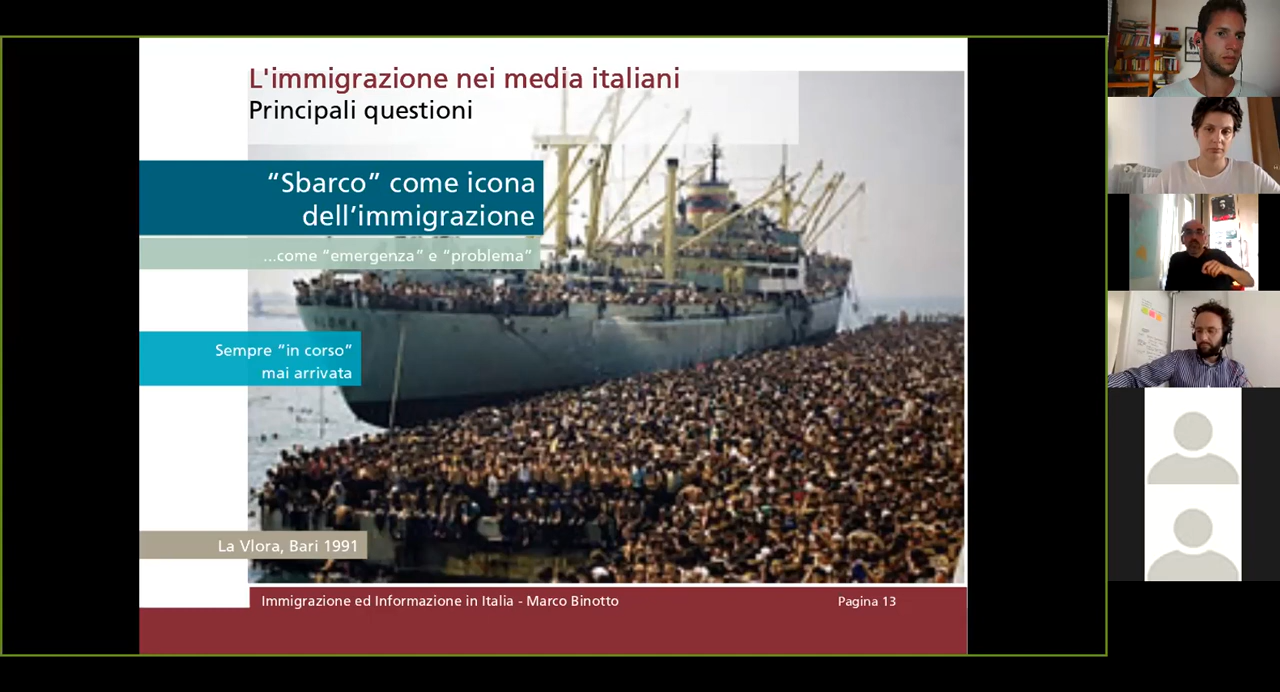 L'immigrazione nei media italiani
Principali questioni
“Sbarco” come icona
dell’immigrazione
...come “emergenza” e “problema”
Sempre “in corso”
mai arrivata
La Vlora, Bari 1991
Immigrazione ed Informazione in Italia - Marco Binotto
Pagina 13